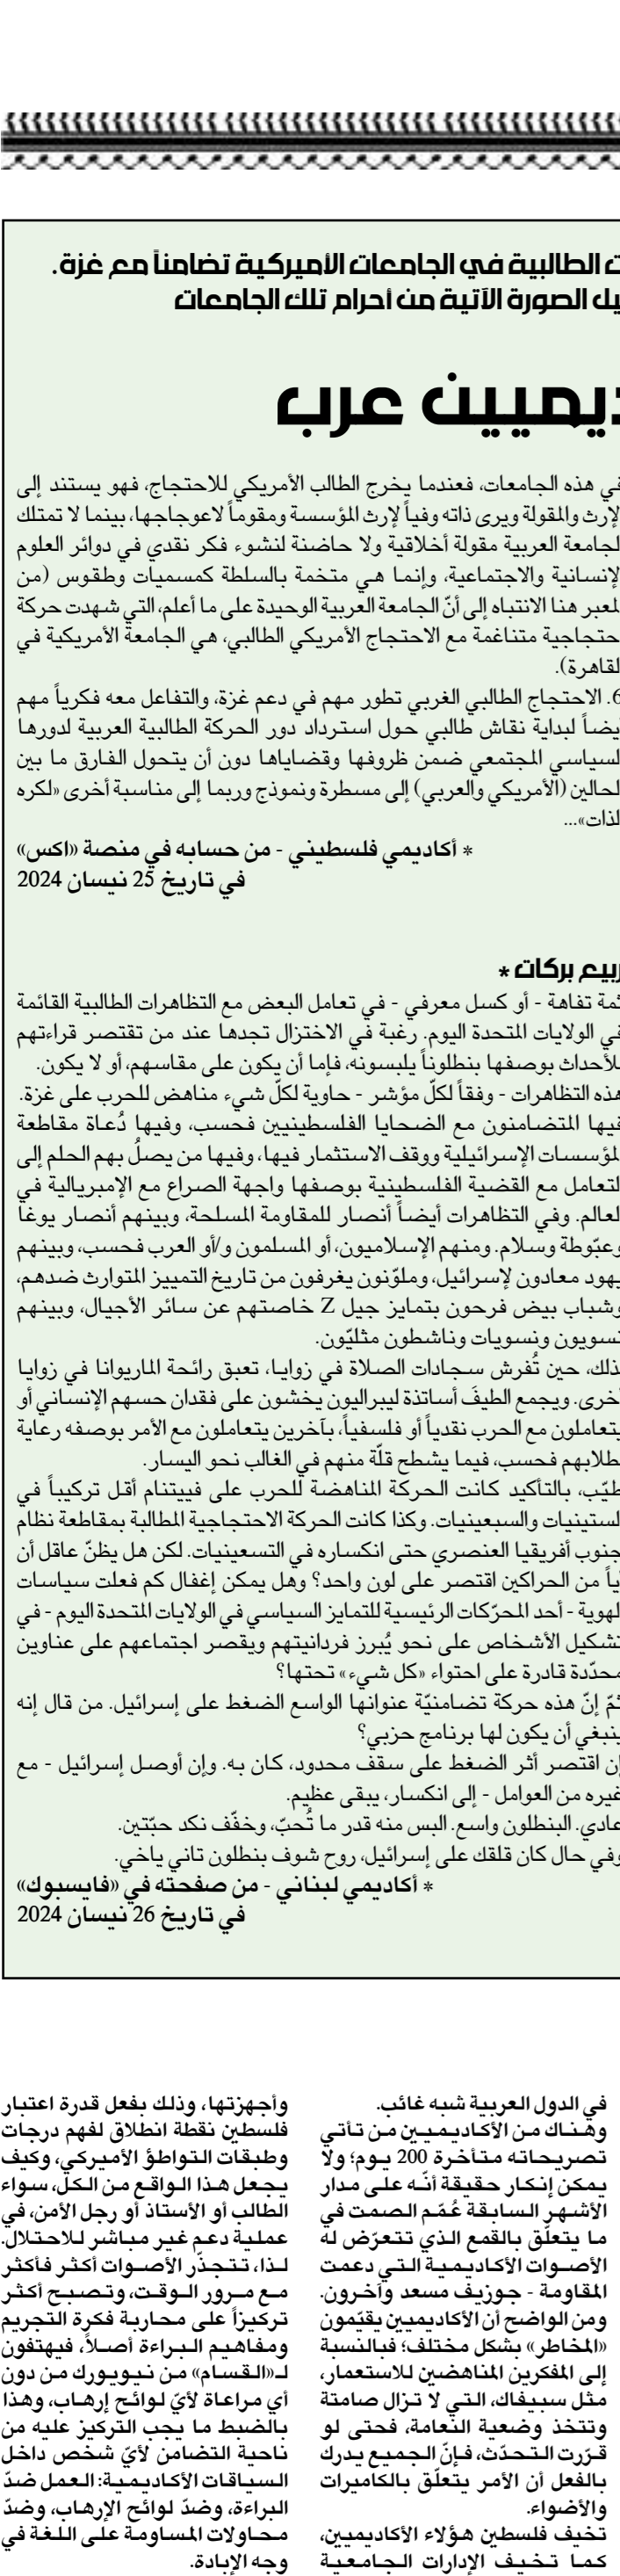 ت الطالبية في الجامعات الأميركية تضامناً مع غزة.
يل الصورة الآتية من أحرام تلك الجامعات
ديميين عرب
في هذه الجامعات، فعندما يخرج الطالب الأمريكي للاحتجاج، فهو يستند إلى
لإرث والمقولة ويرى ذاته وفياً لإرث المؤسسة ومقوماً لاعوجاجها، بينما لا تمتلك
لجامعة العربية مقولة أخلاقية ولا حاضنة لنشوء فكر نقدي في دوائر العلوم
لإنسانية والاجتماعية، وإنما هي متخمة بالسلطة كمسميات وطقوس (من
لمعبر هنا الانتباه إلى أنّ الجامعة العربية الوحيدة على ما أعلم، التي شهدت حركة
حتجاجية متناغمة مع الاحتجاج الأمريكي الطالبي، هي الجامعة الأمريكية في
لقاهرة).
6. الاحتجاج الطالبي الغربي تطور مهم في دعم غزة، والتفاعل معه فكرياً مهم
يضاً لبداية نقاش طالبي حول استرداد دور الحركة الطالبية العربية لدورها
لسياسي المجتمعي ضمن ظروفها وقضاياها دون أن يتحول الفارق ما بين
لحالين (الأمريكي والعربي) إلى مسطرة ونموذج وربما إلى مناسبة أخرى «لكره
لذات»...
* أكاديمي فلسطيني - من حسابه في منصة «اكس»
في تاريخ 25 نيسان 2024
ربيع بركات *
ثمة تفاهة - أو كسل معرفي - في تعامل البعض مع التظاهرات الطالبية القائمة
في الولايات المتحدة اليوم. رغبة في الاختزال تجدها عند من تقتصر قراءتهم
للأحداث بوصفها بنطلوناً يلبسونه، فإما أن يكون على مقاسهم، أو لا يكون.
هذه التظاهرات - وفقاً لكلّ مؤشر - حاوية لكلّ شيء مناهض للحرب على غزة.
فيها المتضامنون مع الضحايا الفلسطينيين فحسب، وفيها دُعاة مقاطعة
لمؤسسات الإسرائيلية ووقف الاستثمار فيها، وفيها من يصلُ بهم الحلم إلى
لتعامل مع القضية الفلسطينية بوصفها واجهة الصراع مع الإمبريالية في
لعالم. وفي التظاهرات أيضاً أنصار للمقاومة المسلحة، وبينهم أنصار يوغا
وعبّوطة وسلام. ومنهم الإسلاميون، أو المسلمون و/أو العرب فحسب، وبينهم
يهود معادون لإسرائيل، وملوّنون يغرفون من تاريخ التمييز المتوارث ضدهم،
وشباب بيض فرحون بتمايز جيل Z خاصتهم عن سائر الأجيال، وبينهم
نسويون ونسويات وناشطون مثليّون.
ذلك، حين تُفرش سجادات الصلاة في زوايا، تعبق رائحة الماريوانا في زوايا
خرى. ويجمع الطيفَ أساتذة ليبراليون يخشون على فقدان حسهم الإنساني أو
يتعاملون مع الحرب نقدياً أو فلسفياً، بآخرين يتعاملون مع الأمر بوصفه رعاية
لطلابهم فحسب، فيما يشطح قلّة منهم في الغالب نحو اليسار.
طيّب، بالتأكيد كانت الحركة المناهضة للحرب على فييتنام أقل تركيباً في
لستينيات والسبعينيات. وكذا كانت الحركة الاحتجاجية المطالبة بمقاطعة نظام
جنوب أفريقيا العنصري حتى انكساره في التسعينيات. لكن هل يظنّ عاقل أن
أياً من الحراكين اقتصر على لون واحد؟ وهل يمكن إغفال كم فعلت سياسات
لهوية - أحد المحرّكات الرئيسية للتمايز السياسي في الولايات المتحدة اليوم - في
تشكيل الأشخاص على نحو يُبرز فردانيتهم ويقصر اجتماعهم على عناوين
محدّدة قادرة على احتواء «كل شيء» تحتها؟
ثمّ إنّ هذه حركة تضامنيّة عنوانها الواسع الضغط على إسرائيل. من قال إنه
ينبغي أن يكون لها برنامج حزبي؟
إن اقتصر أثر الضغط على سقف محدود، كان به. وإن أوصل إسرائيل - مع
غيره من العوامل - إلى انكسار، يبقى عظيم.
عادي. البنطلون واسع. البس منه قدر ما تُحبّ، وخفّف نكد حبّتين.
وفي حال كان قلقك على إسرائيل، روح شوف بنطلون تاني ياخي.
* أكاديمي لبناني - من صفحته في «فايسبوك»
في تاريخ 26 نيسان 2024
في الدول العربية شبه غائب.
وهناك من الأكاديميين من تأتي
تصريحاته متأخرة 200 يوم؛ ولا
يمكن إنكار حقيقة أنّه على مدار
الأشهر السابقة عُمّم الصمت في
ما يتعلّق بالقمع الذي تتعرّض له
الأصوات الأكاديمية التي دعمت
المقاومة - جوزيف مسعد وآخرون.
ومن الواضح أن الأكاديميين يقيّمون
«المخاطر» بشكل مختلف؛ فبالنسبة
إلى المفكرين المناهضين للاستعمار،
مثل سبيفاك، التي لا تزال صامتة
وتتخذ وضعية النّعامة، فحتى لو
قرّرت التحدّث، فإنّ الجميع يدرك
بالفعل أن الأمر يتعلّق بالكاميرات
والأضواء.
تخيف فلسطين هؤلاء الأكاديميين،
كما تخيف الإدارات الجامعية
وأجهزتها، وذلك بفعل قدرة اعتبار
فلسطين نقطة انطلاق لفهم درجات
وطبقات التواطؤ الأميركي، وكيف
يجعل هذا الواقع من الكل، سواء
الطالب أو الأستاذ أو رجل الأمن، في
عملية دعم غير مباشر للاحتلال.
لذا، تتجذّر الأصوات أكثر فأكثر
مع مرور الوقت، وتصبح أكثر
تركيزاً على محاربة فكرة التجريم
ومفاهيم البراءة أصلاً، فيهتفون
لـ«القسام» من نيويورك من دون
أي مراعاة لأيّ لوائح إرهاب، وهذا
بالضبط ما يجب التركيز عليه من
ناحية التضامن لأيّ شخص داخل
السياقات الأكاديمية: العمل ضدّ
البراءة، وضدّ لوائح الإرهاب، وضدّ
محاولات المساومة على اللغة في
وجه الإبادة.